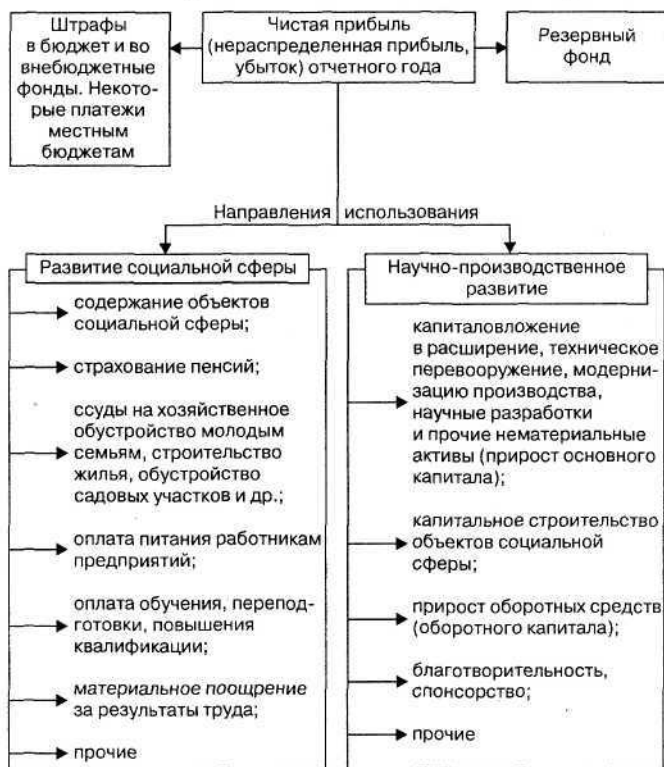 Штрафы
в бюджет и во
внебюджетные
фонды. Некото-
рые платежи
местным
бюджетам
Чистая прибыль
(нераспределенная прибыль,
убыток) отчетного года
Резервный
фонд
Направления использования
Развитие социальной сферы
содержание объектов
социальной сферы;
страхование пенсий;
ссуды на хозяйственное
обустройство молодым
семьям, строительство
жилья, обустройство
садовых участков и др.;
оплата питания работникам
предприятий;
оплата обучения, перепод-
готовки, повышения
квалификации;
материальное поощрение
за результаты труда;
прочие
Научно-производственное
развитие
капиталовложение
в расширение, техническое
перевооружение, модерни-
зацию производства,
научные разработки
и прочие нематериальные
активы (прирост основного
капитала);
капитальное строительство
объектов социальной
сферы;
прирост оборотных средств
(оборотного капитала);
благотворительность,
спонсорство;
прочие